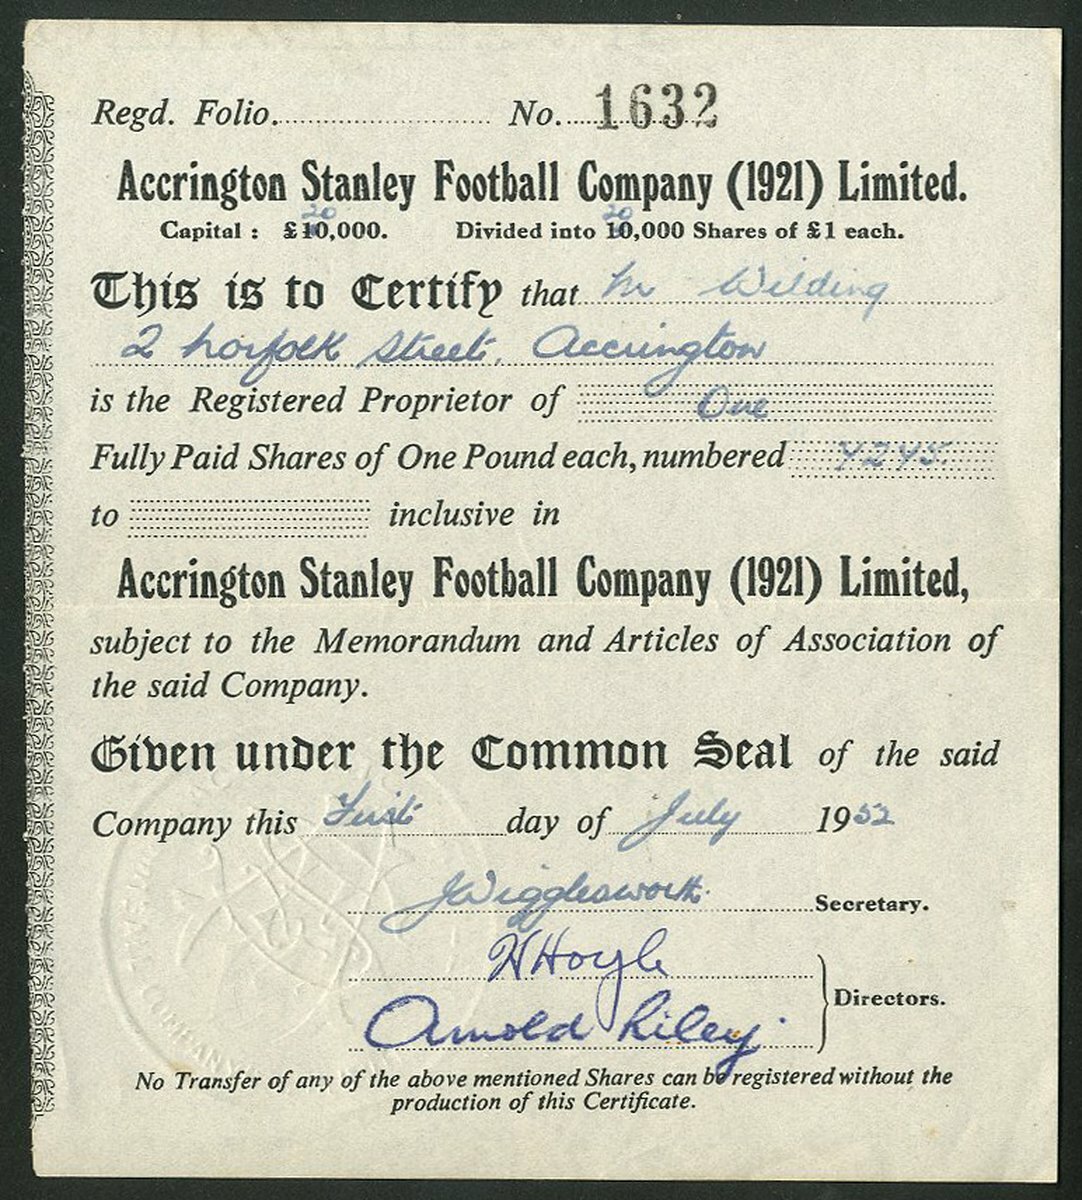 Regd. Folio. No. 1632
Accrington Stanley Football Company (1921) Limited.
20 20
Capital : £10,000. Divided into 10,000 Shares of £1 each.
This is to Certify that Mr Wilding
2 Norfolk Street, Accrington
is the Registered Proprietor of One
Fully Paid Shares of One Pound each, numbered
to inclusive in
Accrington Stanley Football Company (1921) Limited,
subject to the Memorandum and Articles of Association of
the said Company.
Given under the Common Seal of the said
Company this First day of July 1952
JWigglesworth. Secretary.
WHoyle
Directors.
Arnold Riley.
No Transfer of any of the above mentioned Shares can be registered without the
production of this Certificate.